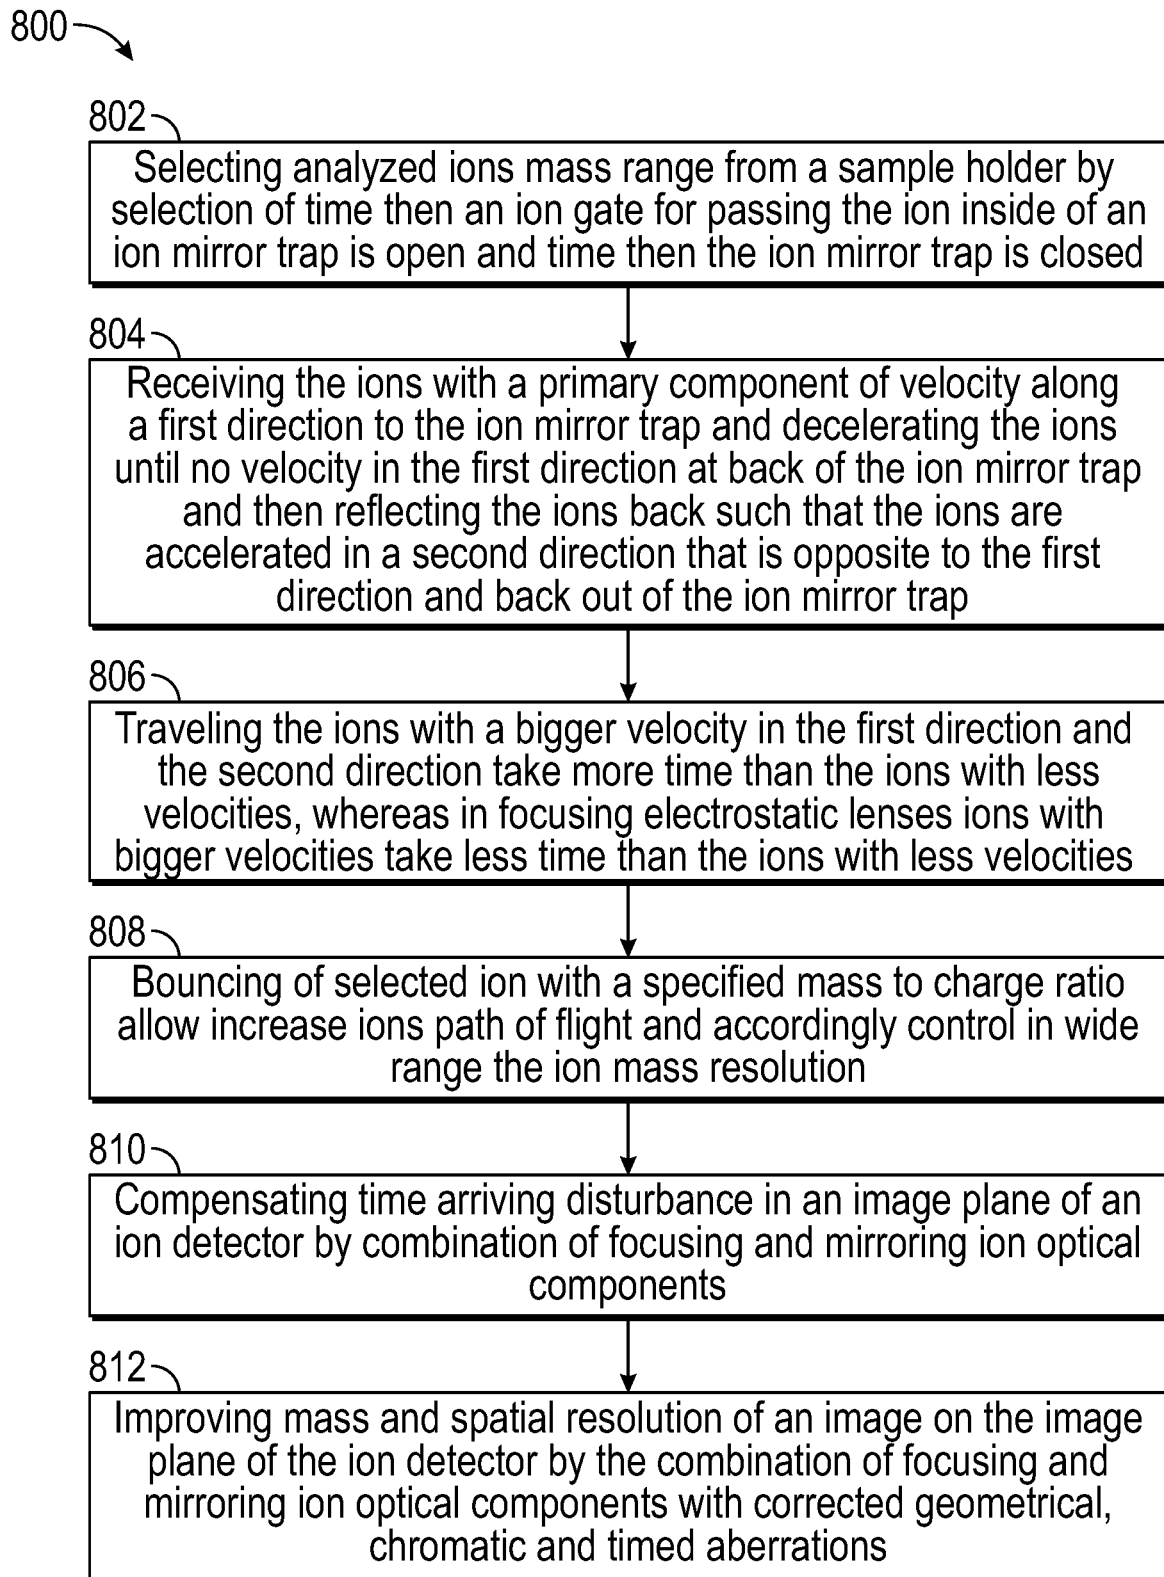 800
802
Selecting analyzed ions mass range from a sample holder by
selection of time then an ion gate for passing the ion inside of an
ion mirror trap is open and time then the ion mirror trap is closed
804
Receiving the ions with a primary component of velocity along
a first direction to the ion mirror trap and decelerating the ions
until no velocity in the first direction at back of the ion mirror trap
and then reflecting the ions back such that the ions are
accelerated in a second direction that is opposite to the first
direction and back out of the ion mirror trap
806
Traveling the ions with a bigger velocity in the first direction and
the second direction take more time than the ions with less
velocities, whereas in focusing electrostatic lenses ions with
bigger velocities take less time than the ions with less velocities
808
Bouncing of selected ion with a specified mass to charge ratio
allow increase ions path of flight and accordingly control in wide
range the ion mass resolution
810
Compensating time arriving disturbance in an image plane of an
ion detector by combination of focusing and mirroring ion optical
components
812
Improving mass and spatial resolution of an image on the image
plane of the ion detector by the combination of focusing and
mirroring ion optical components with corrected geometrical,
chromatic and timed aberrations